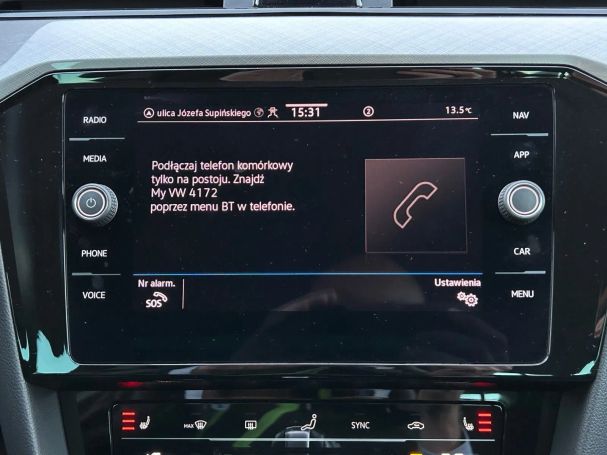 RADIO
MEDIA
PHONE
VOICE
ulica Józefa Supińskiego 15:31 2 13.5°C
Podłączaj telefon komórkowy
tylko na postoju. Znajdź
My VW 4172
poprzez menu BT w telefonie.
Nr alarm.
SOS
Ustawienia
NAV
APP
CAR
MENU
MAX
SYNC